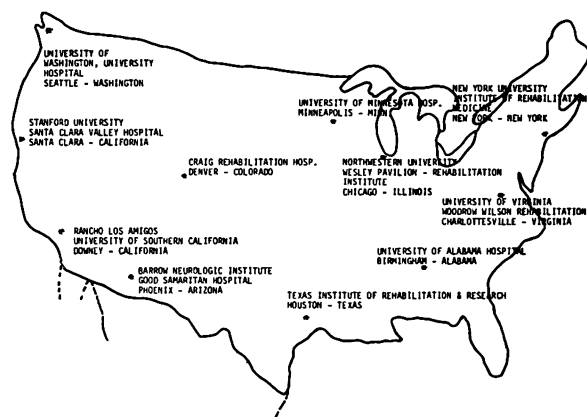 UNIVERSITY OF
WASHINGTON, UNIVERSITY
HOSPITAL
SEATTLE - WASHINGTON
STANFORD UNIVERSITY
SANTA CLARA VALLEY HOSPITAL
SANTA CLARA - CALIFORNIA
UNIVERSITY OF MINNESOTA HOSP.
MINNEAPOLIS - MINN
NEW YORK UNIVERSITY
INSTITUTE OF REHABILITATION
MEDICINE
NEW YORK - NEW YORK
CRAIG REHABILITATION HOSP.
DENVER - COLORADO
NORTHWESTERN UNIVERSITY
WESLEY PAVILION - REHABILITATION
INSTITUTE
CHICAGO - ILLINOIS
UNIVERSITY OF VIRGINIA
WOODROW WILSON REHABILITATION
CHARLOTTESVILLE - VIRGINIA
RANCHO LOS AMIGOS
UNIVERSITY OF SOUTHERN CALIFORNIA
DOWNEY - CALIFORNIA
UNIVERSITY OF ALABAMA HOSPITAL
BIRMINGHAM - ALABAMA
BARROW NEUROLOGIC INSTITUTE
GOOD SAMARITAN HOSPITAL
PHOENIX - ARIZONA
TEXAS INSTITUTE OF REHABILITATION & RESEARCH
HOUSTON - TEXAS